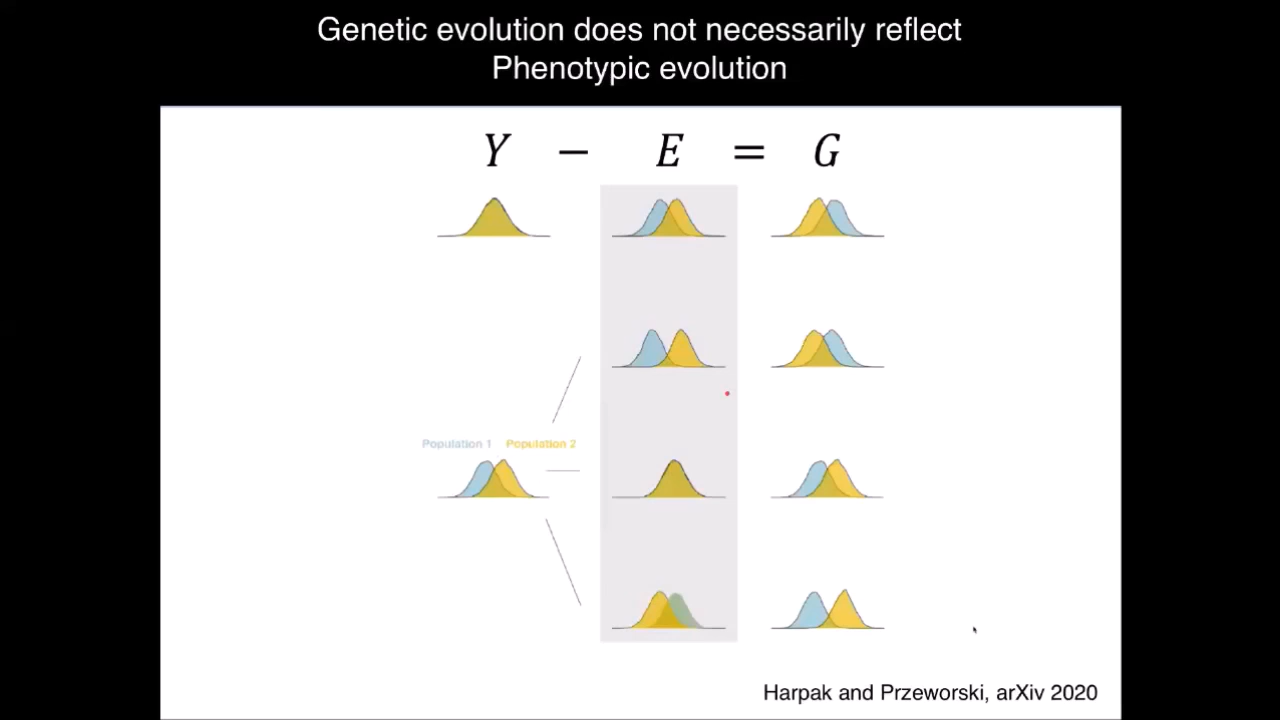 Genetic evolution does not necessarily reflect
Phenotypic evolution
Y − E = G
Population 1 Population 2
Harpak and Przeworski, arXiv 2020